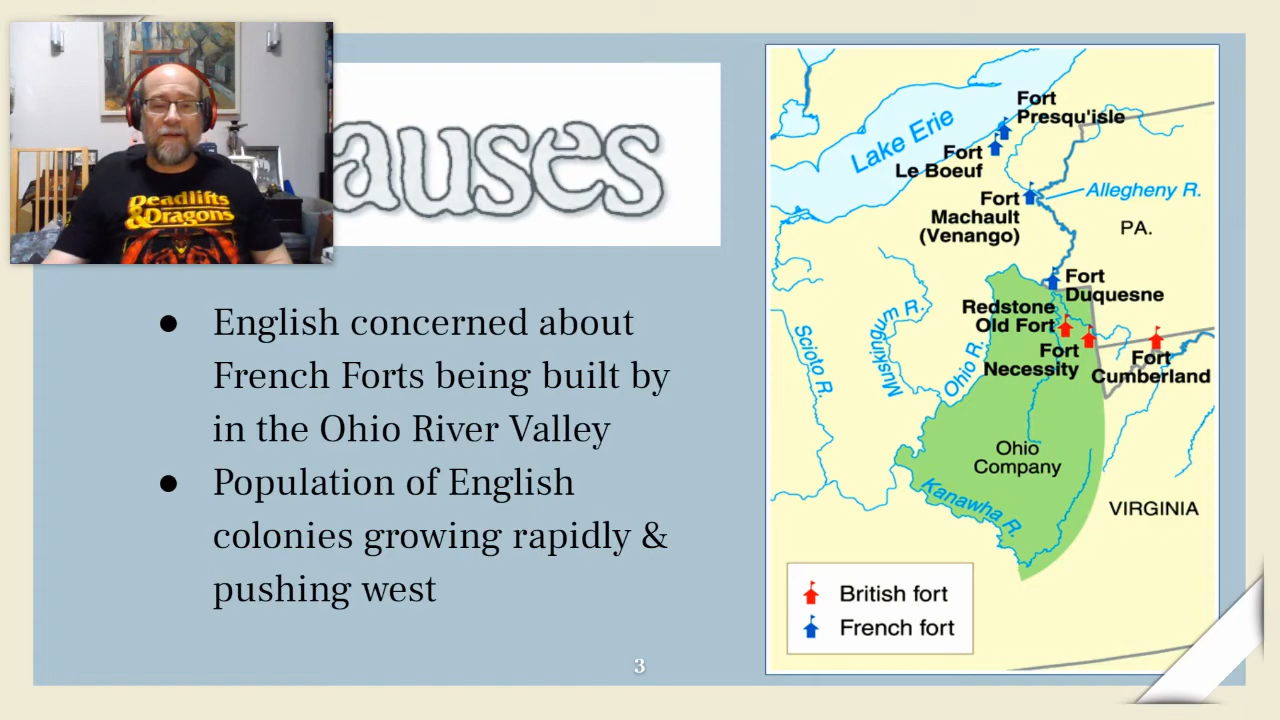 Deadlifts
&Dragons
auses
● English concerned about
French Forts being built by
in the Ohio River Valley
● Population of English
colonies growing rapidly &
pushing west
3
Fort
Presqu'isle
Lake Erie
Fort
Le Boeuf
Allegheny R.
Fort
Machault
(Venango)
PA.
Fort
Duquesne
Redstone
Old Fort
Muskingum R.
Scioto R.
Ohio R.
Fort
Necessity
Fort
Cumberland
Ohio
Company
Kanawha R.
VIRGINIA
British fort
French fort